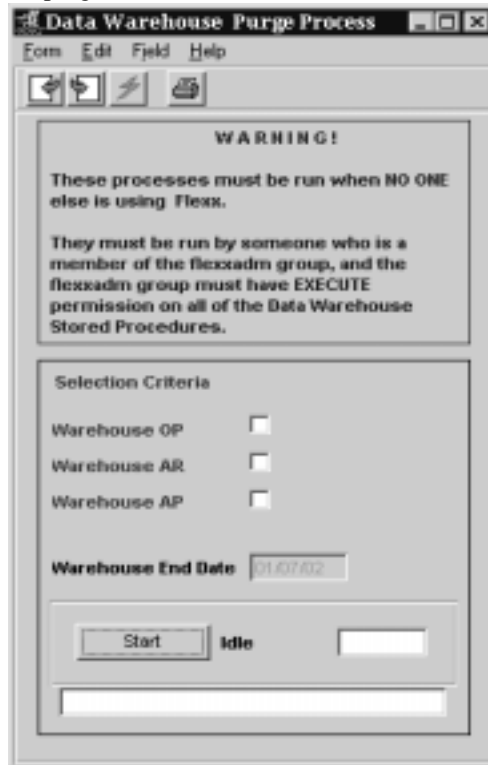 Data Warehouse Purge Process
Form Edit Field Help
WARNING!
These processes must be run when NO ONE
else is using Flexx.
They must be run by someone who is a
member of the flexxadm group, and the
flexxadm group must have EXECUTE
permission on all of the Data Warehouse
Stored Procedures.
Selection Criteria
Warehouse OP
Warehouse AR
Warehouse AP
Warehouse End Date 01/07/02
Start Idle